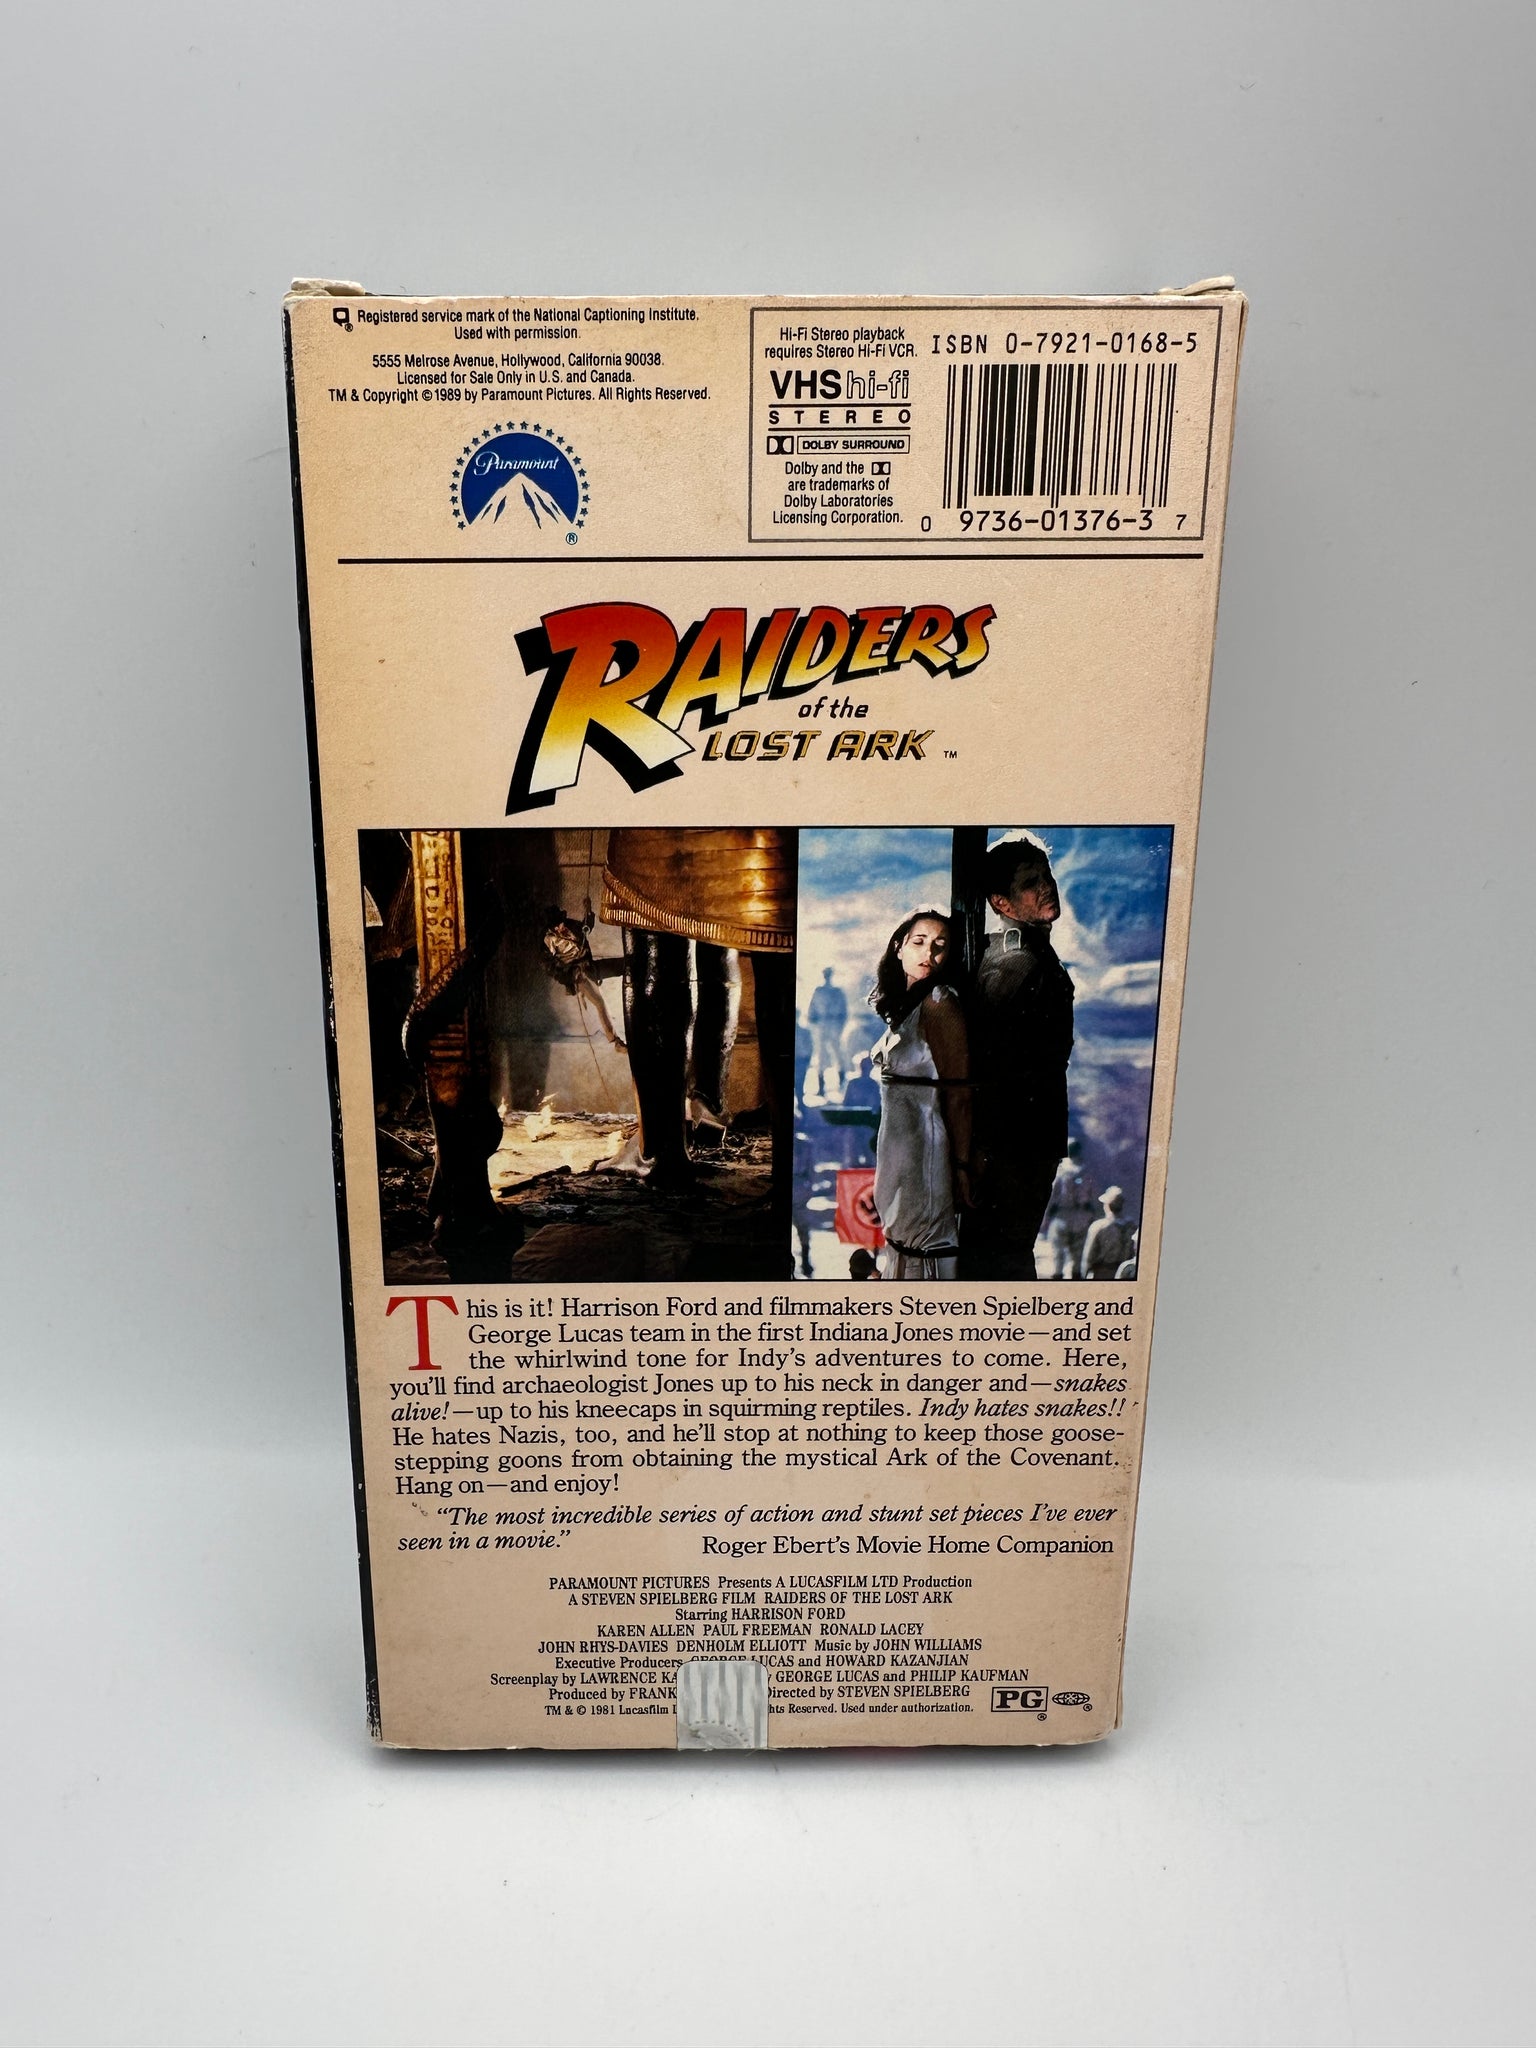 Registered service mark of the National Captioning Institute.
Used with permission.
5555 Melrose Avenue, Hollywood, California 90038.
Licensed for Sale Only in U.S. and Canada.
TM & Copyright © 1989 by Paramount Pictures. All Rights Reserved.
Paramount
®
Hi-Fi Stereo playback
requires Stereo Hi-Fi VCR.
VHS hi-fi
STEREO
DOLBY SURROUND
Dolby and the
are trademarks of
Dolby Laboratories
Licensing Corporation.
ISBN 0-7921-0168-5
0 9736-01376-3 7
RAIDERS
of the
LOST ARK ™
This is it! Harrison Ford and filmmakers Steven Spielberg and
George Lucas team in the first Indiana Jones movie—and set
the whirlwind tone for Indy's adventures to come. Here,
you'll find archaeologist Jones up to his neck in danger and—snakes
alive!—up to his kneecaps in squirming reptiles. Indy hates snakes!!
He hates Nazis, too, and he'll stop at nothing to keep those goose-
stepping goons from obtaining the mystical Ark of the Covenant.
Hang on—and enjoy!
"The most incredible series of action and stunt set pieces I've ever
seen in a movie."
Roger Ebert's Movie Home Companion
PARAMOUNT PICTURES Presents A LUCASFILM LTD Production
A STEVEN SPIELBERG FILM RAIDERS OF THE LOST ARK
Starring HARRISON FORD
KAREN ALLEN PAUL FREEMAN RONALD LACEY
JOHN RHYS-DAVIES DENHOLM ELLIOTT Music by JOHN WILLIAMS
Executive Producers GEORGE LUCAS and HOWARD KAZANJIAN
Screenplay by LAWRENCE GEORGE LUCAS and PHILIP KAUFMAN
Produced by FRANK Directed by STEVEN SPIELBERG
TM & © 1981 Lucasfilm Reserved. Used under authorization.
PG ®
®